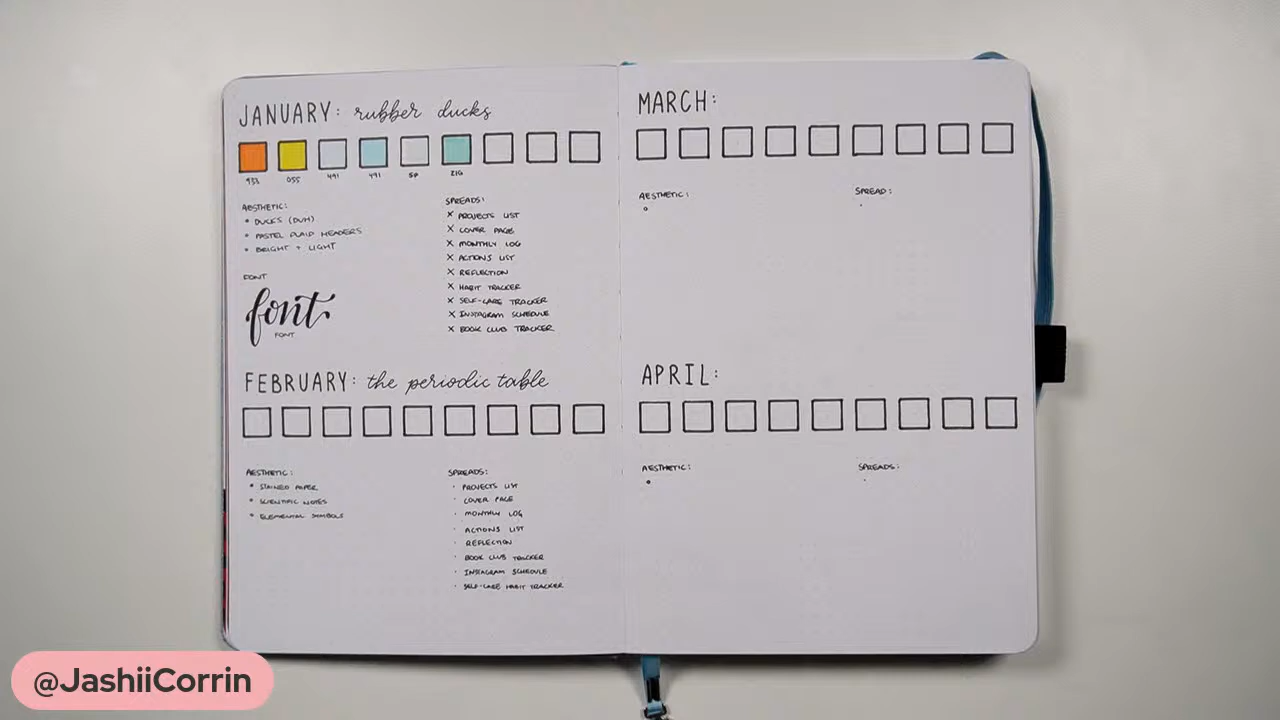 JANUARY: rubber ducks
933 055 491 491 SP ZIG
AESTHETIC:
• DUCKS (DUH)
• PASTEL PLAID HEADERS
• BRIGHT + LIGHT
FONT
font
FONT
SPREADS:
X PROJECTS LIST
X COVER PAGE
X MONTHLY LOG
X ACTIONS LIST
X REFLECTION
X HABIT TRACKER
X SELF-CARE TRACKER
X INSTAGRAM SCHEDULE
X BOOK CLUB TRACKER
FEBRUARY: the periodic table
AESTHETIC:
• STAINED PAPER
• SCIENTIFIC NOTES
• ELEMENTAL SYMBOLS
SPREADS:
· PROJECTS LIST
· COVER PAGE
· MONTHLY LOG
· ACTIONS LIST
· REFLECTION
· BOOK CLUB TRACKER
· INSTAGRAM SCHEDULE
· SELF-CARE HABIT TRACKER
MARCH:
AESTHETIC:
SPREAD:
APRIL:
AESTHETIC:
SPREADS:
@JashiiCorrin